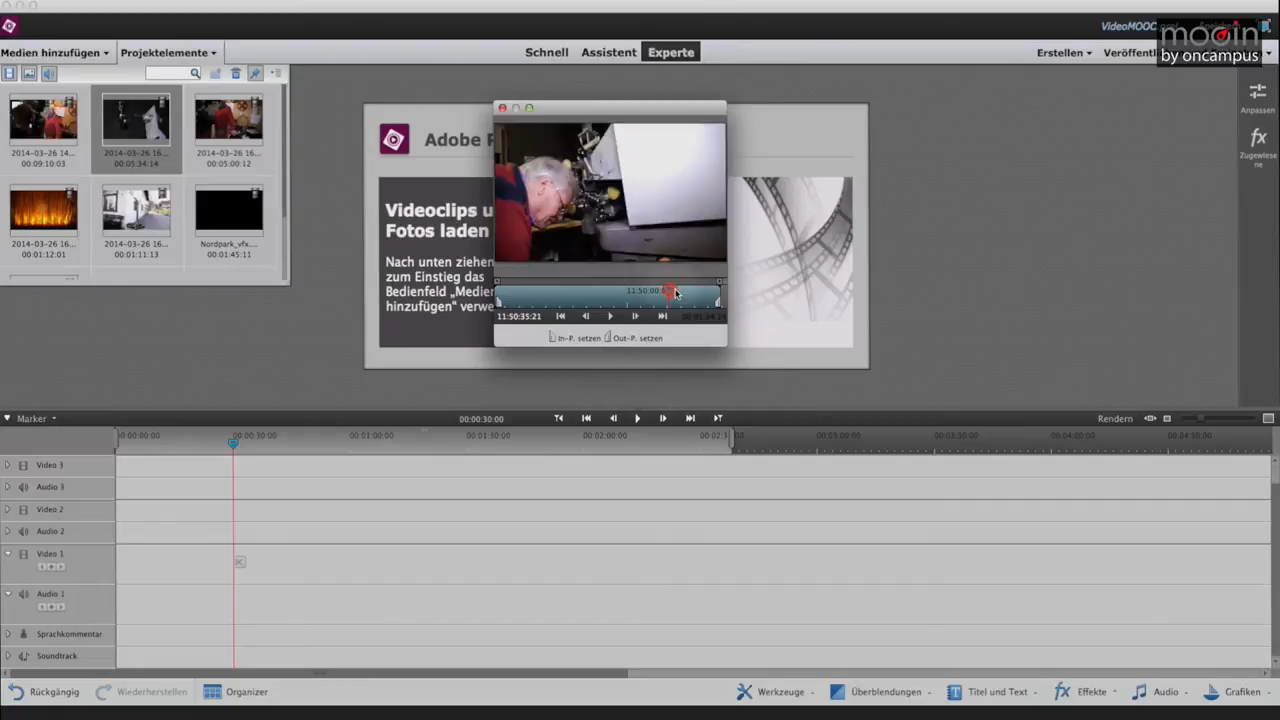 VideoMOOC
mooin
by oncampus
Medien hinzufügen
Projektelemente
Schnell
Assistent
Experte
Erstellen
2014-03-26 14...
00:09:10:03
2014-03-26 16...
00:05:34:14
2014-03-26 16...
00:05:00:12
2014-03-26 16...
00:01:12:01
2014-03-26 16...
00:01:11:13
Nordpark_vfx....
00:01:45:11
Adobe
Videoclips
Fotos laden
Nach unten ziehen
zum Einstieg das
Bedienfeld „Medien
hinzufügen“
11:50:00
11:50:35:21
In-P. setzen
Out-P. setzen
Anpassen
fx
Zugewiese
ne
Marker
00:00:30:00
Rendern
00:00:00:00
00:00:30:00
00:01:00:00
00:01:30:00
00:02:00:00
00:03:00:00
00:03:30:00
00:04:00:00
00:04:30:00
Video 3
Audio 3
Video 2
Audio 2
Video 1
Audio 1
Sprachkommentar
Soundtrack
Rückgängig
Wiederherstellen
Organizer
Werkzeuge
Überblendungen
Titel und Text
fx
Effekte
Audio
Grafiken